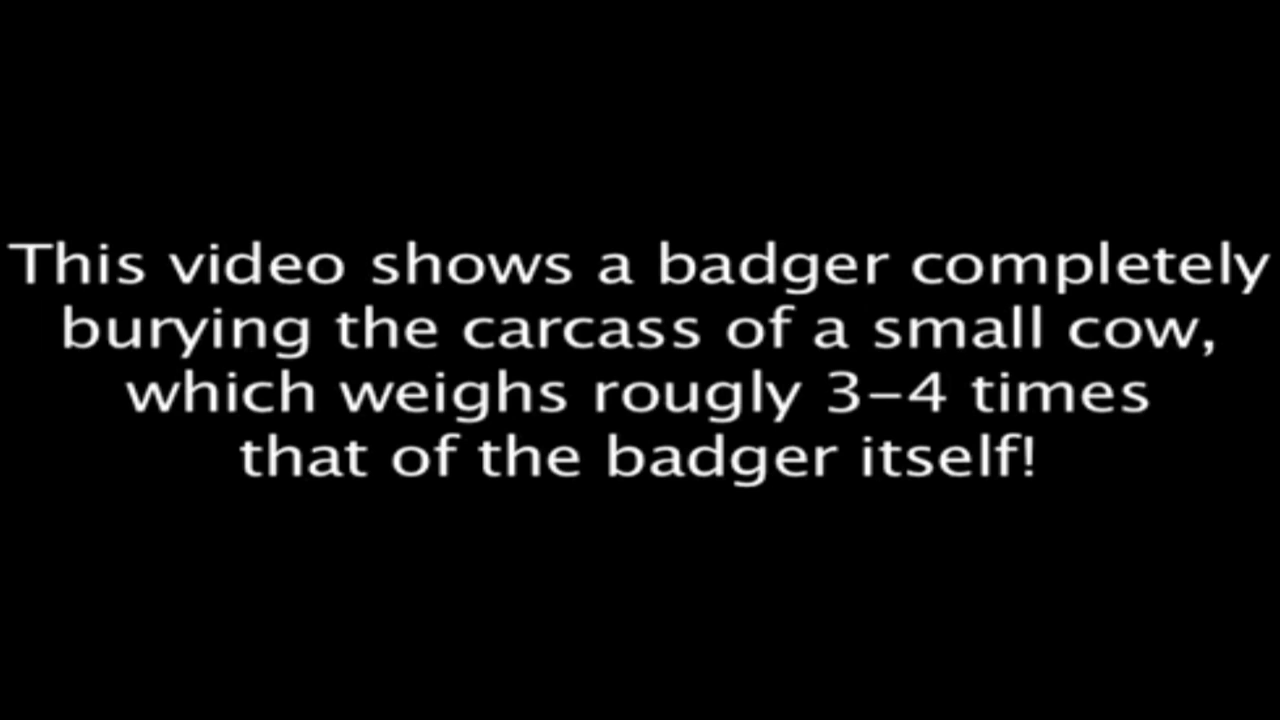 This video shows a badger completely
burying the carcass of a small cow,
which weighs rougly 3–4 times
that of the badger itself!